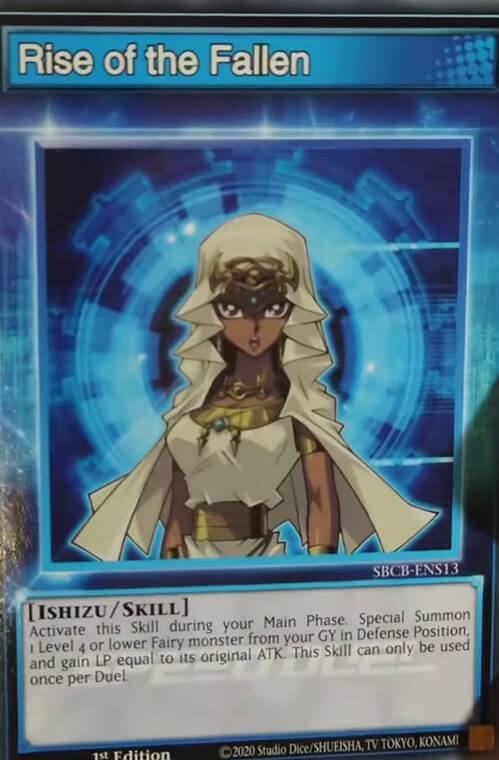 Rise of the Fallen
SBCB-ENS13
[ISHIZU/SKILL]
Activate this Skill during your Main Phase. Special Summon
1 Level 4 or lower Fairy monster from your GY in Defense Position,
and gain LP equal to its original ATK. This Skill can only be used
once per Duel.
SPEED DUEL
1st Edition
©2020 Studio Dice/SHUEISHA, TV TOKYO, KONAMI